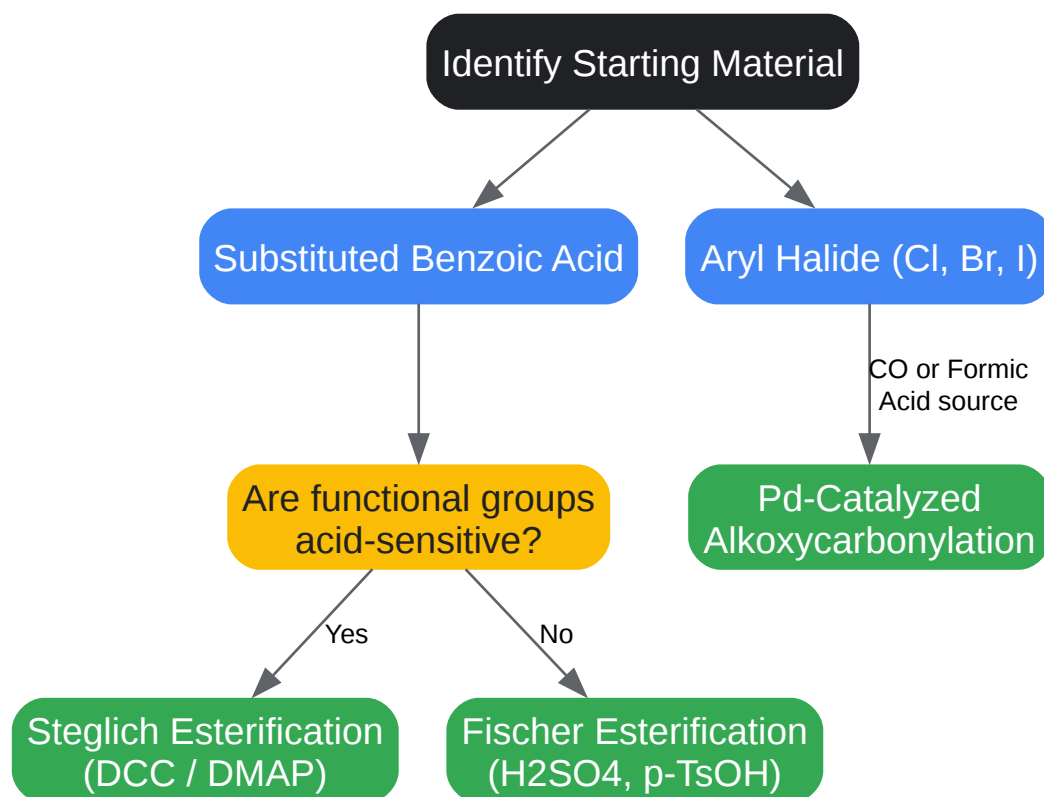 Identify Starting Material
Substituted Benzoic Acid
Aryl Halide (Cl, Br, I)
CO or Formic
Acid source
Are functional groups
acid-sensitive?
Pd-Catalyzed
Alkoxycarbonylation
Yes
No
Steglich Esterification
(DCC / DMAP)
Fischer Esterification
(H2SO4, p-TsOH)